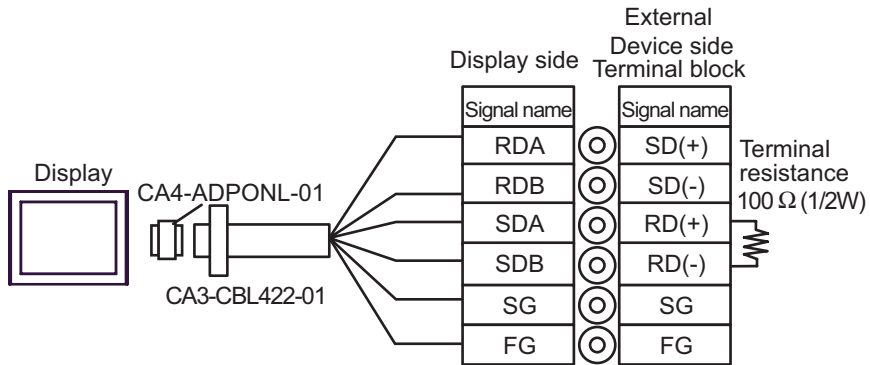 External
Device side
Terminal block
Display side
Signal name
Signal name
RDA
SD(+)
RDB
SD(-)
SDA
RD(+)
SDB
RD(-)
SG
SG
FG
FG
Terminal
resistance
100 Ω (1/2W)
Display
CA4-ADPONL-01
CA3-CBL422-01